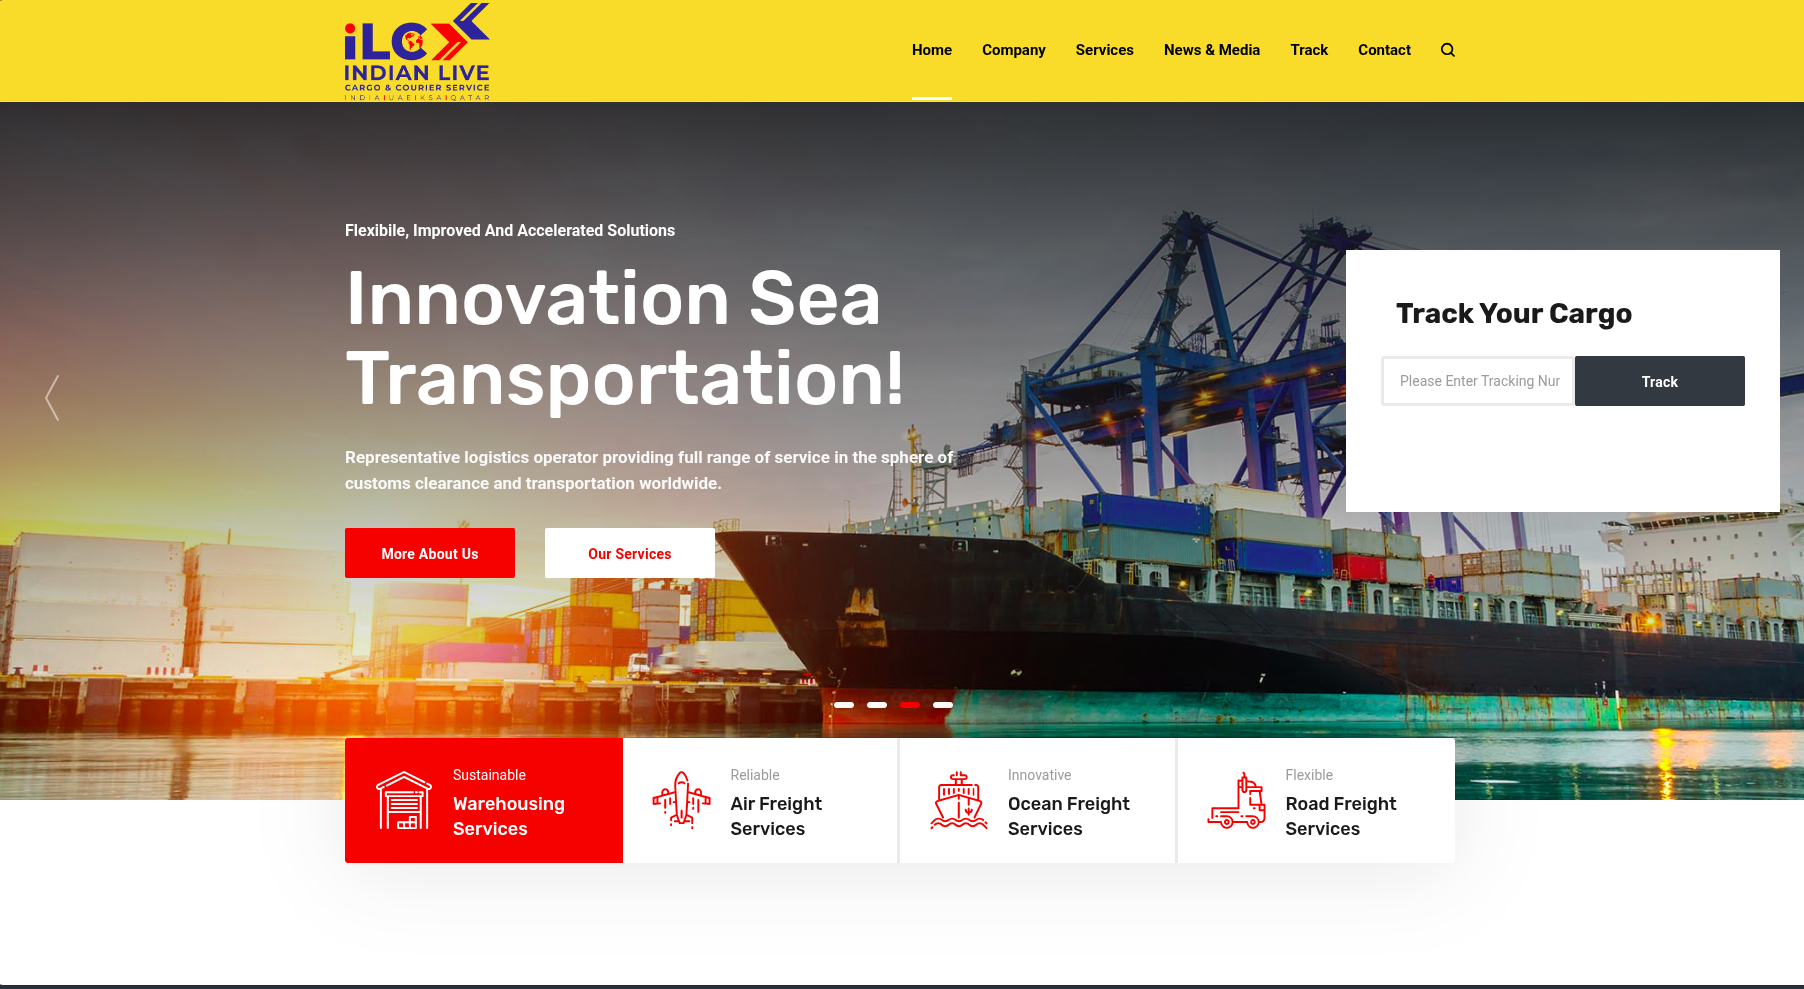 iLC
INDIAN LIVE
CARGO & COURIER SERVICE
INDIA|UAE|KSA|QATAR
Home Company Services News & Media Track Contact
Flexibile, Improved And Accelerated Solutions
Innovation Sea
Transportation!
Representative logistics operator providing full range of service in the sphere of
customs clearance and transportation worldwide.
More About Us Our Services
Track Your Cargo
Please Enter Tracking Nur
Track
Sustainable
Warehousing
Services
Reliable
Air Freight
Services
Innovative
Ocean Freight
Services
Flexible
Road Freight
Services